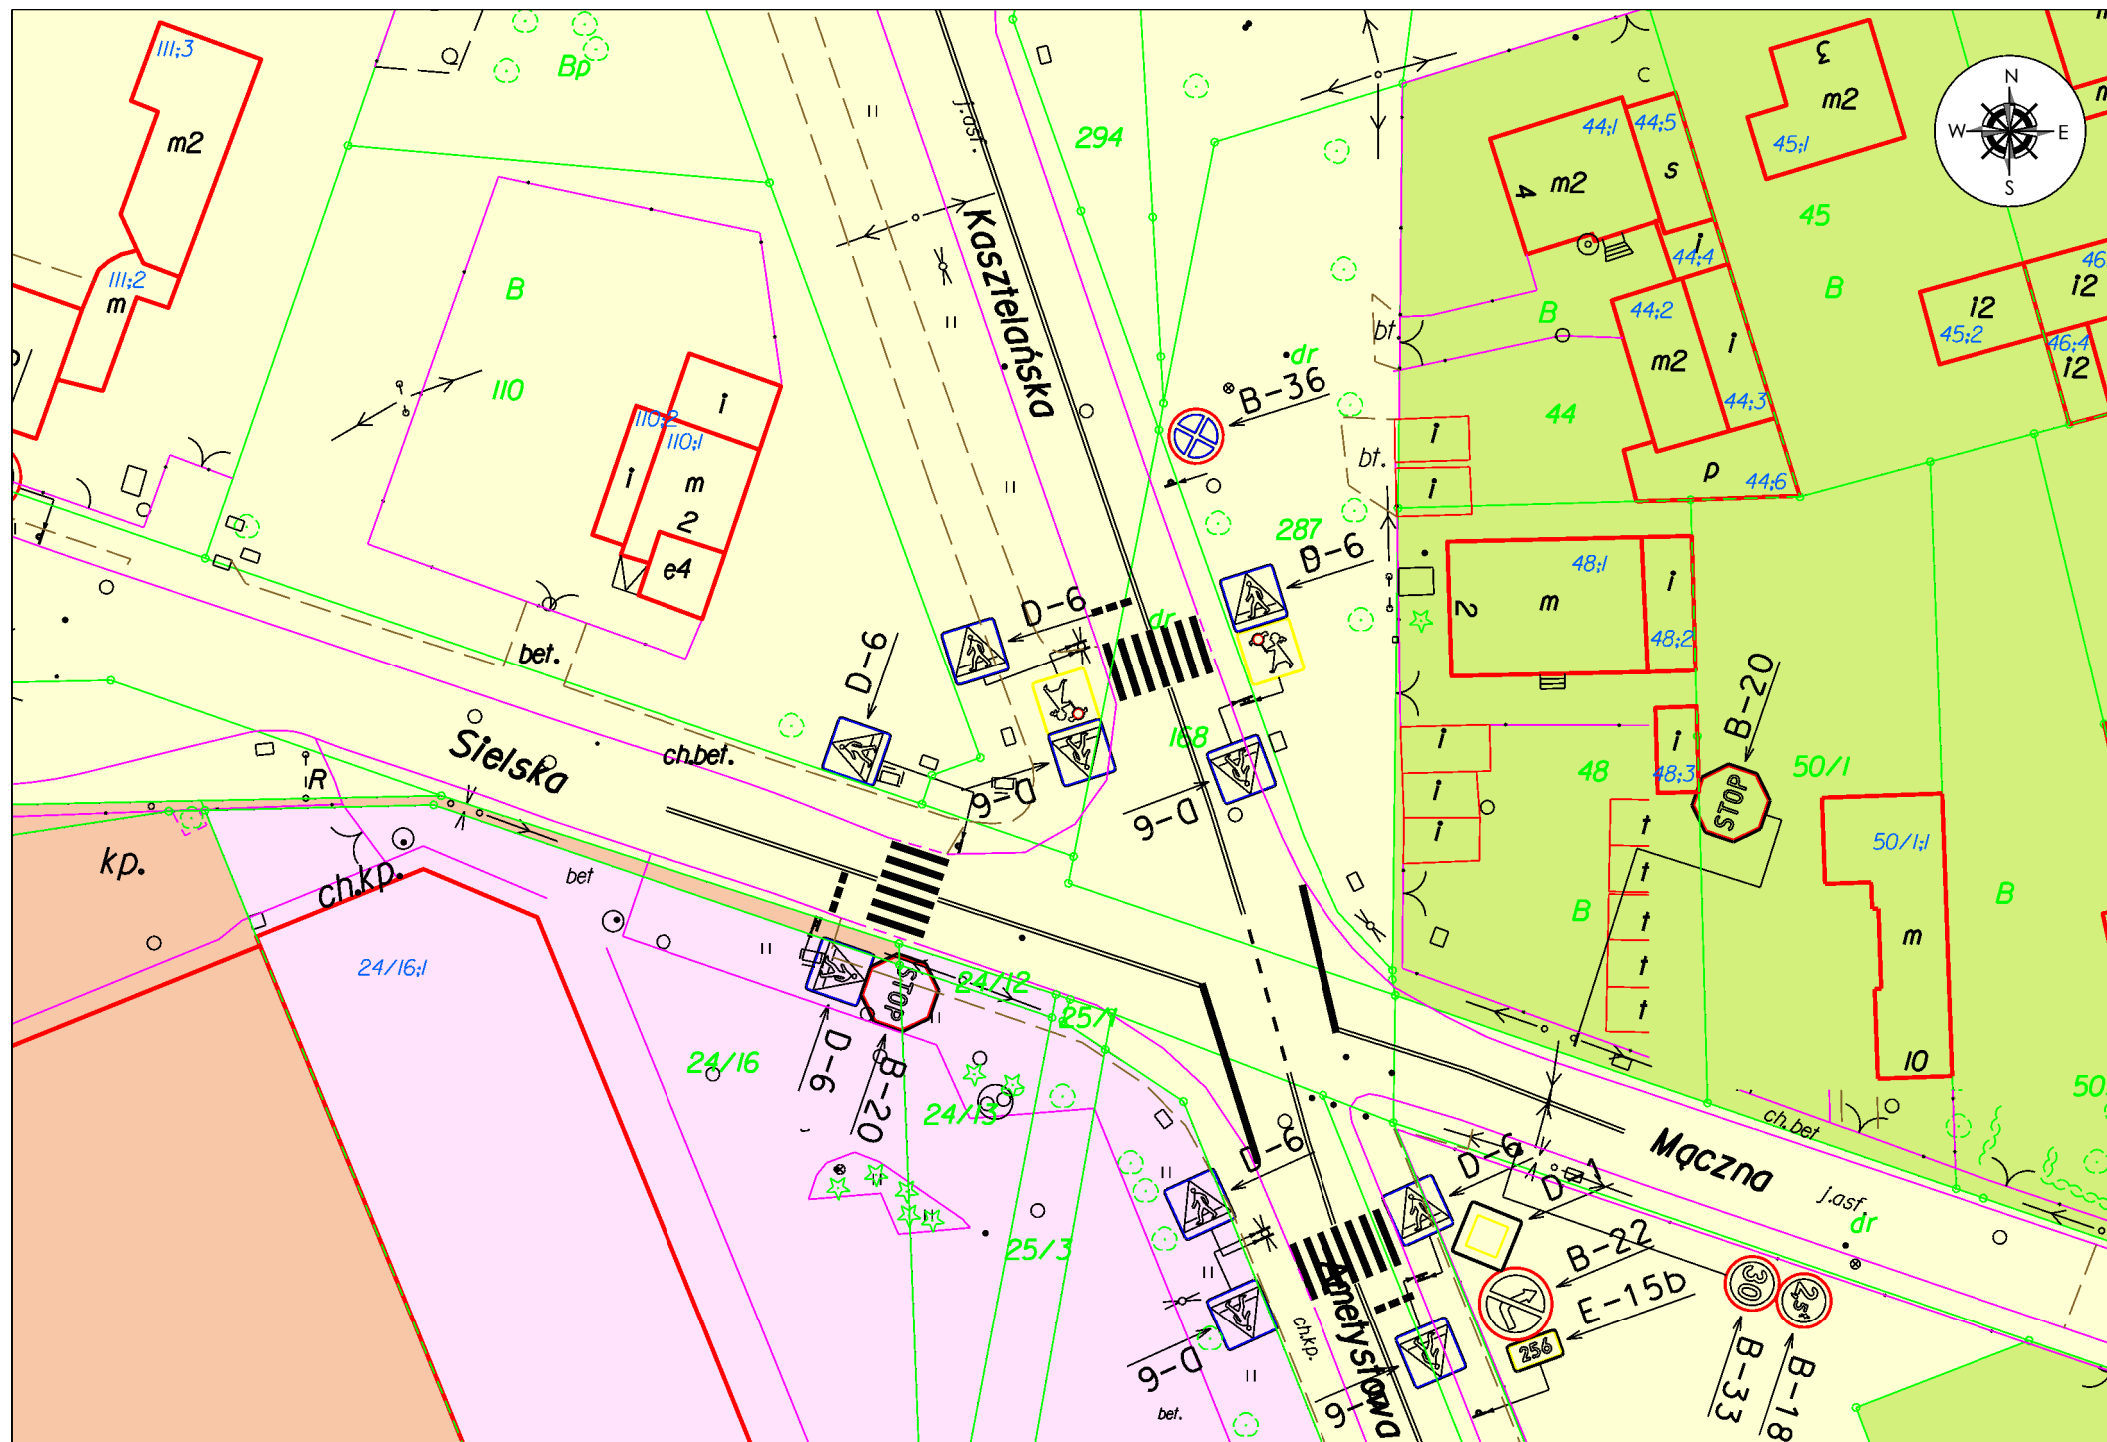 111;3
m2
111;2
m
Bp
B
110
110;2
110;1
i
i
m
2
e4
bet.
294
j.asf.
Kasztelańska
44;1
44;5
m2
4
s
i
44;4
44;2
m2
i
44;3
p
44;6
B
44
C
3
m2
45;1
45
B
i2
45;2
46
i2
46;4
i2
N
W
E
S
bt.
bt.
i
i
dr
B-36
287
D-6
D-6
D-6
dr
168
D-6
D-6
48;1
m
2
i
48;2
i
48;3
48
i
i
i
B
t
t
t
t
t
B-20
STOP
50/1
50/1;1
B
m
10
50
Sielska
ch.bet.
R
kp.
ch.kp.
bet
24/16;1
24/16
24/12
25/1
24/13
25/3
STOP
D-6
B-20
D-6
D-6
D-6
D-1
B-22
E-15b
256
Mączna
ch.bet
j.asf.
dr
30
2,5t
B-33
B-18
Ametystowa
ch.kp.
bet.